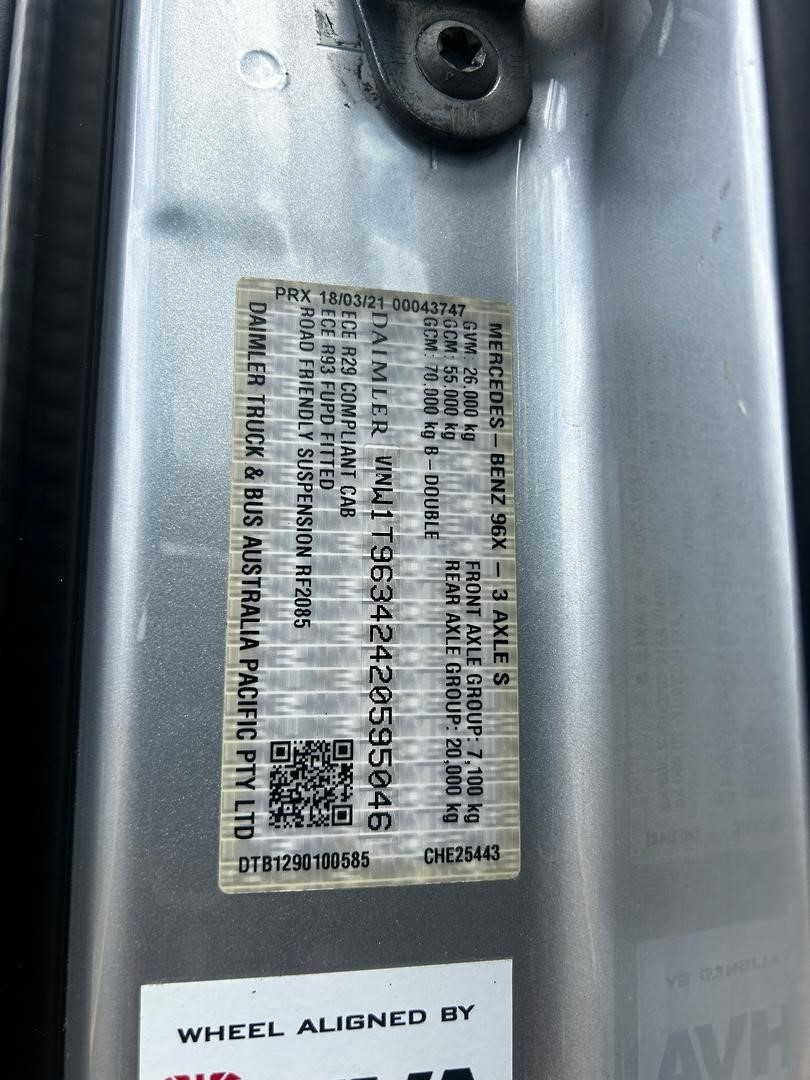 PRX 18/03/21 00043747
MERCEDES-BENZ 96X - 3 AXLE S
GVM: 26.000 kg FRONT AXLE GROUP: 7,100 kg
GCM: 55.000 kg REAR AXLE GROUP: 20,000 kg
GCM: 70.000 kg B-DOUBLE
DAIMLER VINW1T96342420595046
ECE R29 COMPLIANT CAB
ECE R93 FUPD FITTED
ROAD FRIENDLY SUSPENSION RF2085
DAIMLER TRUCK & BUS AUSTRALIA PACIFIC PTY LTD
DTB1290100585 CHE25443
WHEEL ALIGNED BY